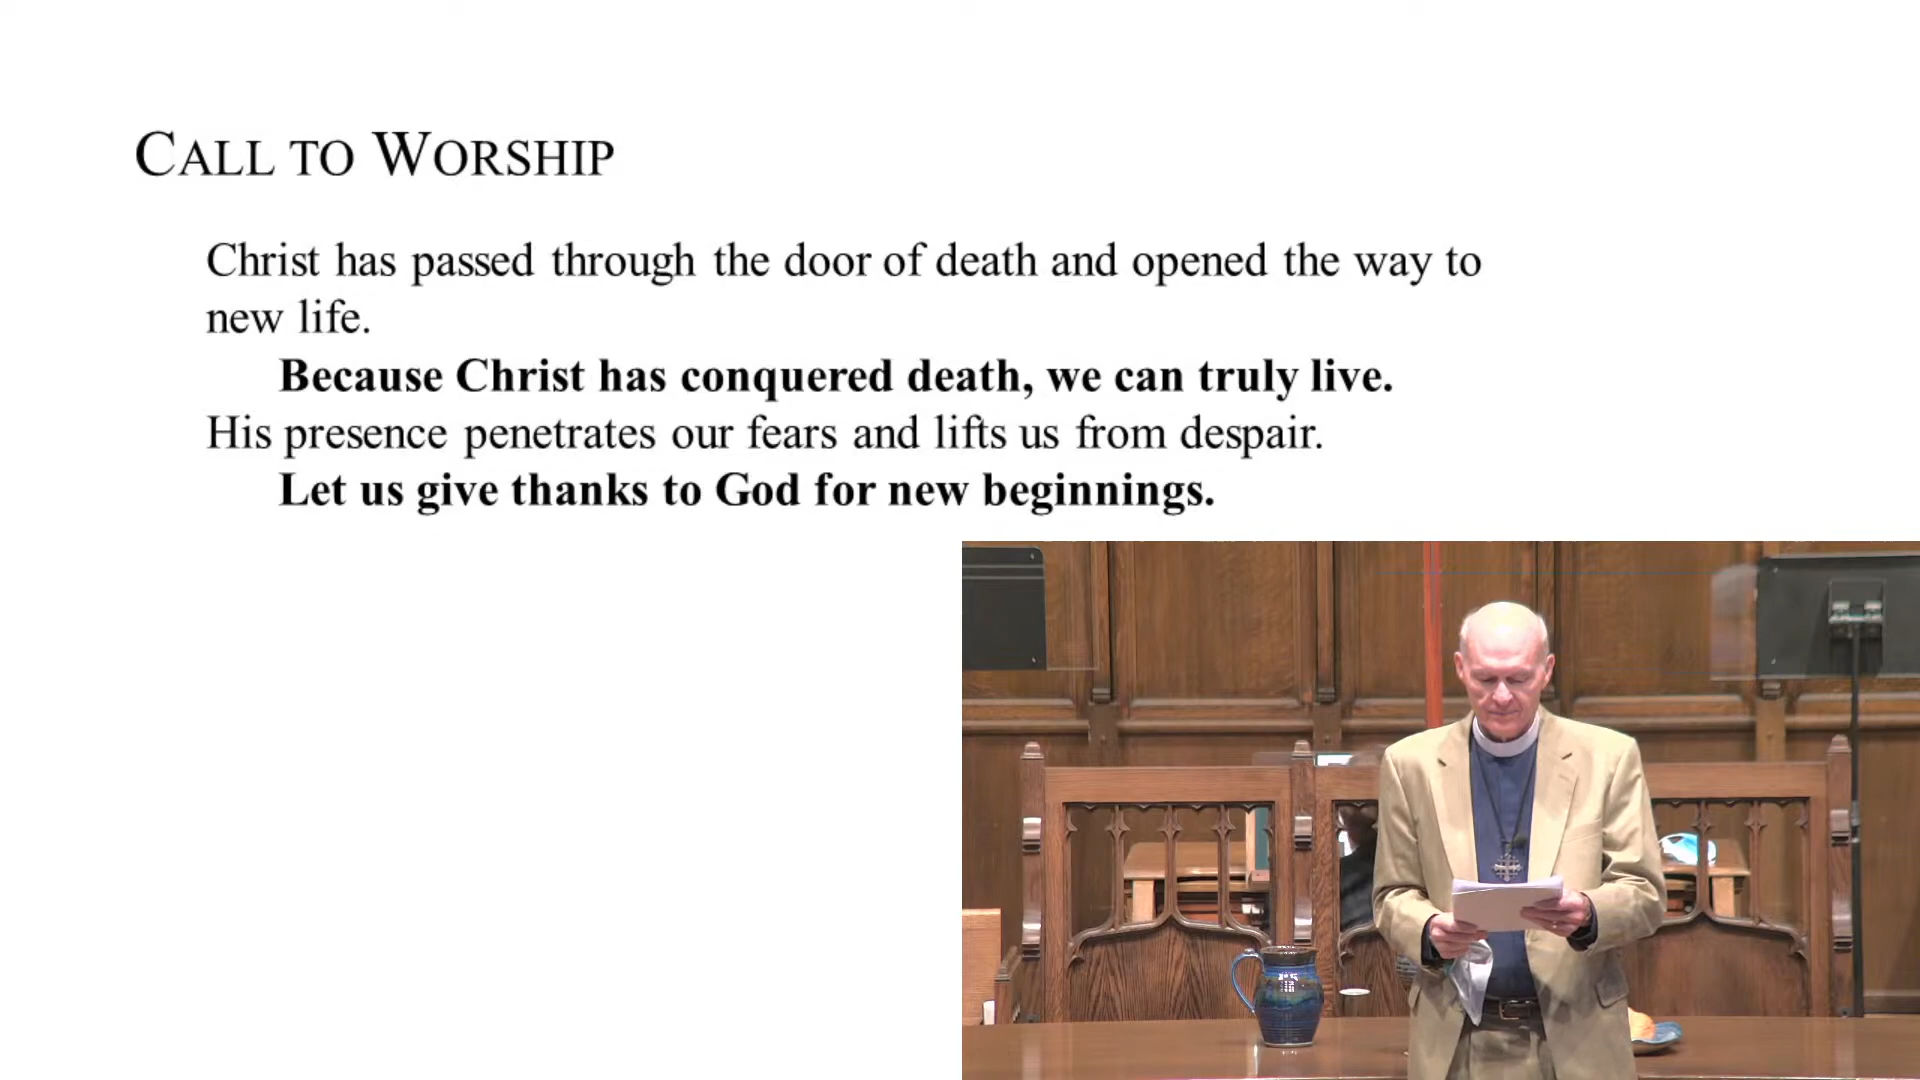 CALL TO WORSHIP
Christ has passed through the door of death and opened the way to
new life.
Because Christ has conquered death, we can truly live.
His presence penetrates our fears and lifts us from despair.
Let us give thanks to God for new beginnings.